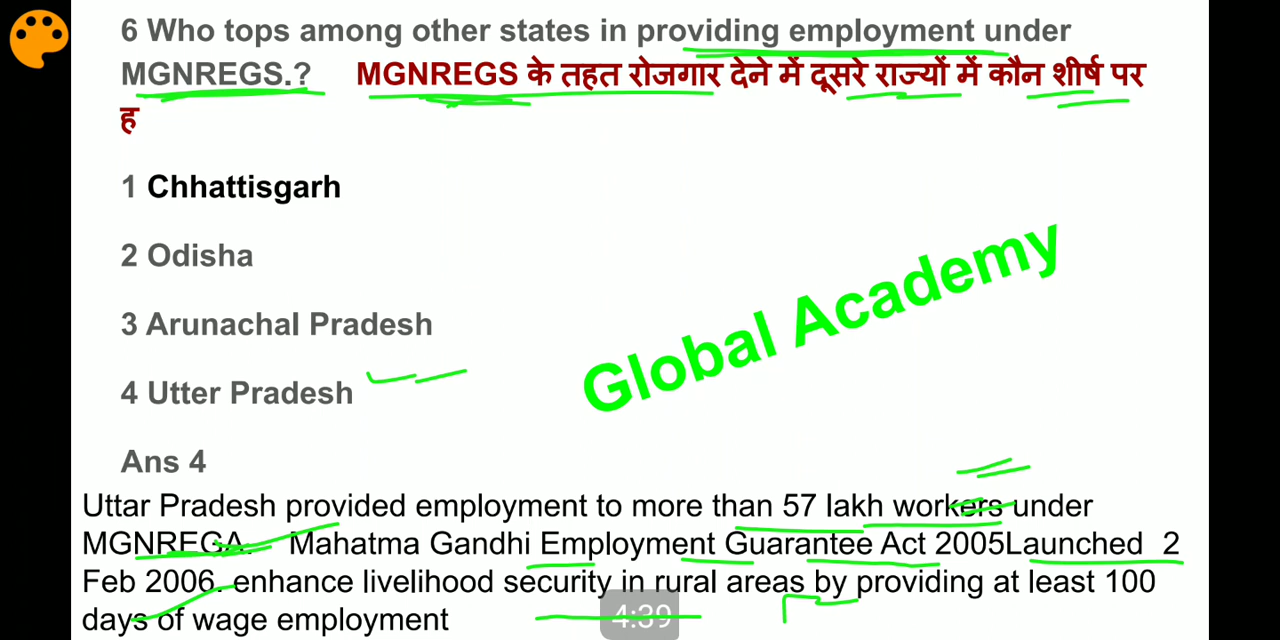 6 Who tops among other states in providing employment under
MGNREGS.? MGNREGS के तहत रोजगार देने में दूसरे राज्यों में कौन शीर्ष पर
ह
1 Chhattisgarh
2 Odisha
3 Arunachal Pradesh
4 Utter Pradesh
Global Academy
Ans 4
Uttar Pradesh provided employment to more than 57 lakh workers under
MGNREGA. Mahatma Gandhi Employment Guarantee Act 2005Launched 2
Feb 2006. enhance livelihood security in rural areas by providing at least 100
days of wage employment
4:39